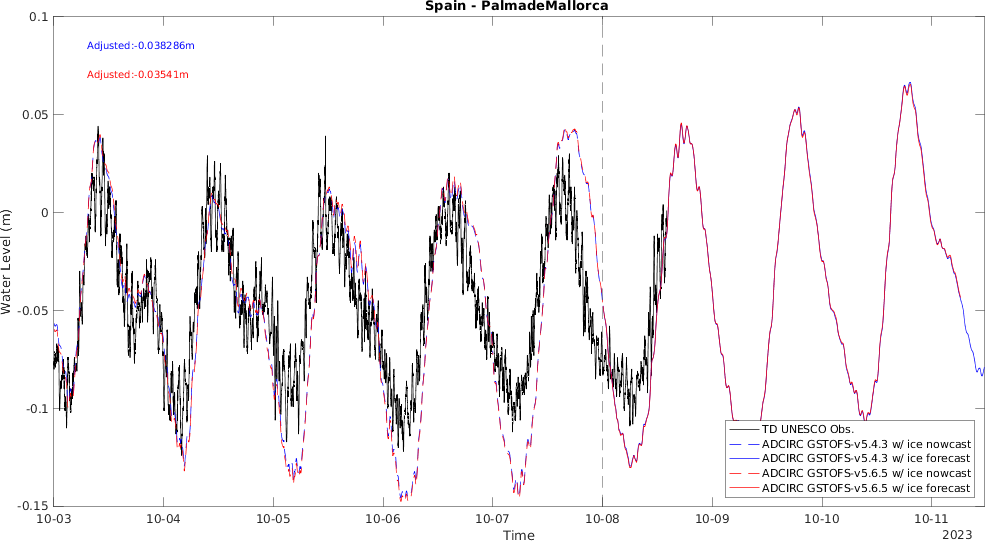 Spain - PalmadeMallorca
0.1
Adjusted:-0.038286m
Adjusted:-0.03541m
0.05
0
-0.05
-0.1
-0.15
Water Level (m)
TD UNESCO Obs.
ADCIRC GSTOFS-v5.4.3 w/ ice nowcast
ADCIRC GSTOFS-v5.4.3 w/ ice forecast
ADCIRC GSTOFS-v5.6.5 w/ ice nowcast
ADCIRC GSTOFS-v5.6.5 w/ ice forecast
10-03 10-04 10-05 10-06 10-07 10-08 10-09 10-10 10-11
Time
2023